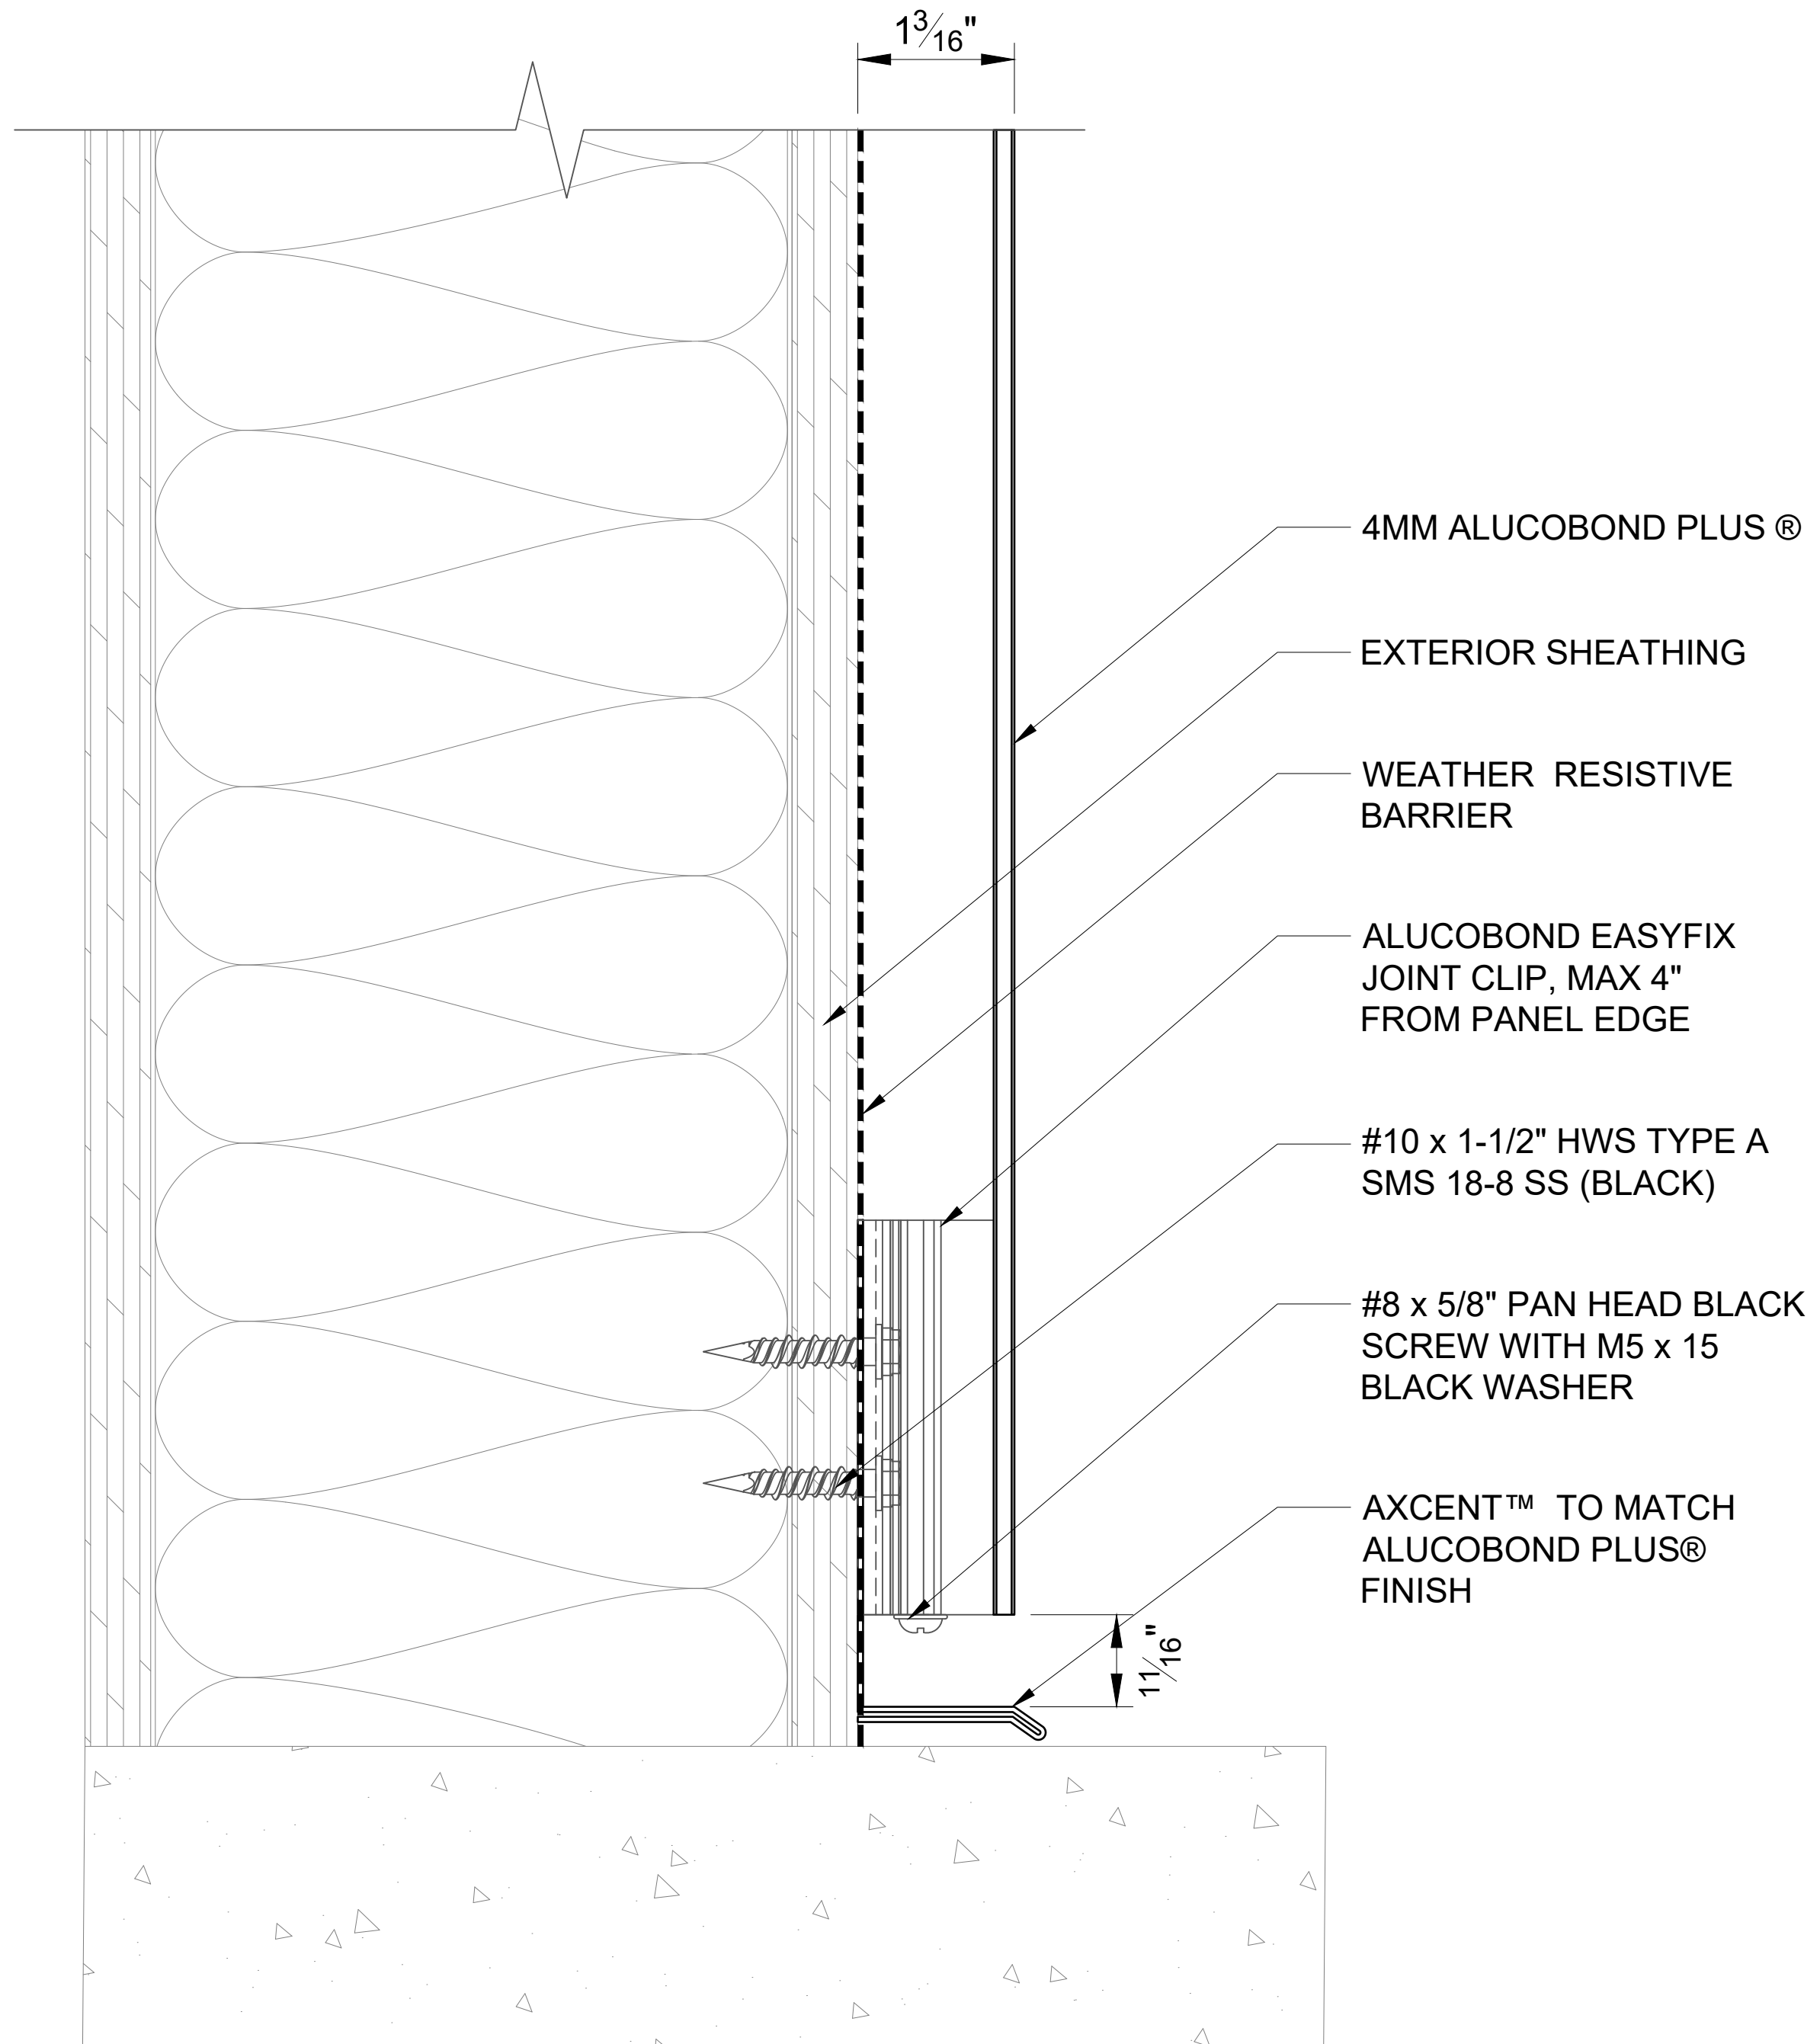 1 3/16"
4MM ALUCOBOND PLUS ®
EXTERIOR SHEATHING
WEATHER RESISTIVE
BARRIER
ALUCOBOND EASYFIX
JOINT CLIP, MAX 4"
FROM PANEL EDGE
#10 x 1-1/2" HWS TYPE A
SMS 18-8 SS (BLACK)
#8 x 5/8" PAN HEAD BLACK
SCREW WITH M5 x 15
BLACK WASHER
AXCENT™ TO MATCH
ALUCOBOND PLUS®
FINISH
11/16"